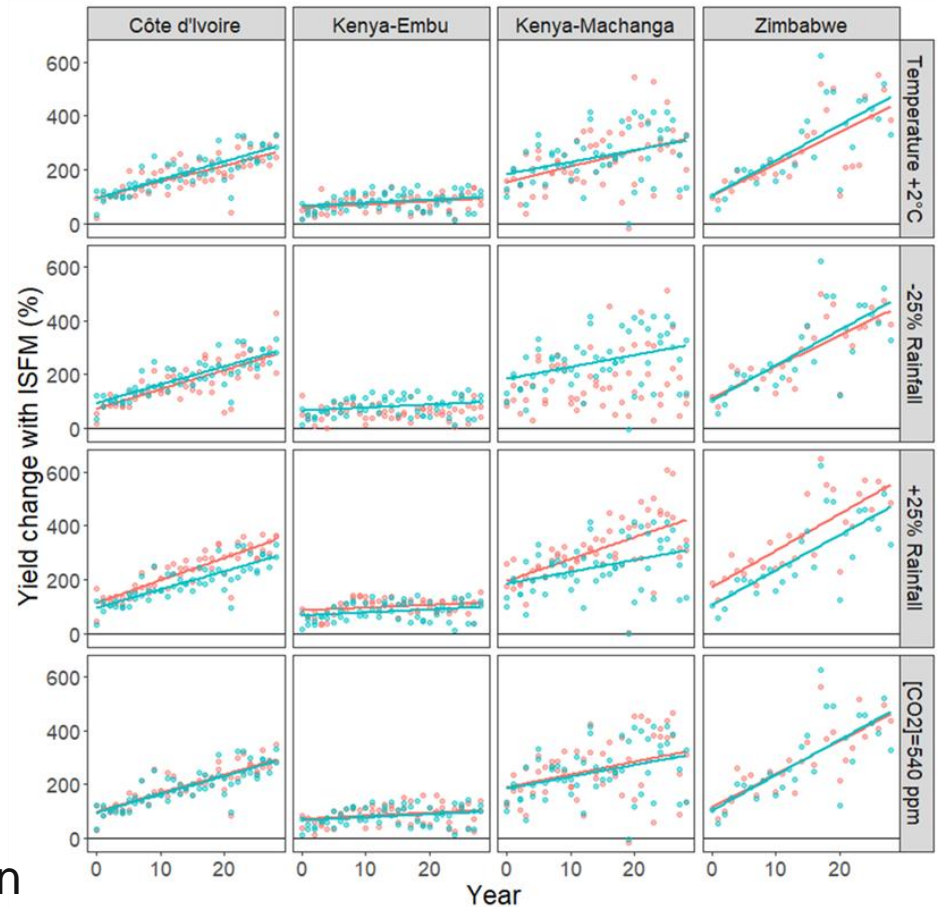 Côte d'Ivoire Kenya-Embu Kenya-Machanga Zimbabwe
600
400
200
0
Temperature +2°C
600
400
200
0
-25% Rainfall
600
400
200
0
+25% Rainfall
600
400
200
0
[CO2]=540 ppm
Yield change with ISFM (%)
0 10 20 0 10 20 0 10 20 0 10 20
Year
n